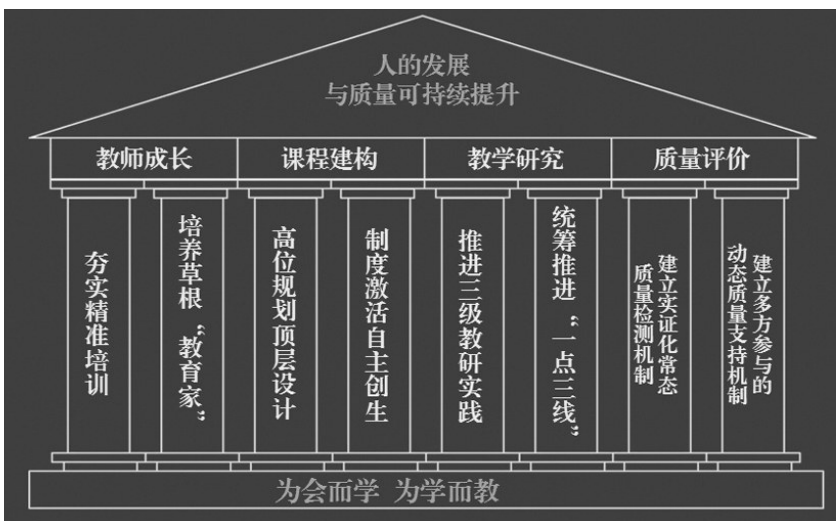 人的发展
与质量可持续提升
教师成长
课程建构
教学研究
质量评价
夯实精准培训
培养草根“教育家”
高位规划顶层设计
制度激活自主创生
推进三级教研实践
统筹推进“一点三线”
建立实证化常态
质量检测机制
建立多方参与的
动态质量支持机制
为会而学 为学而教